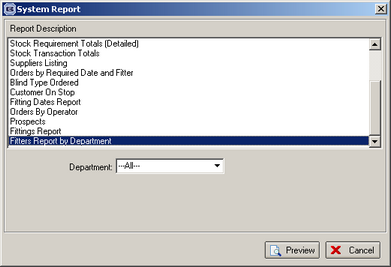 System Report
Report Description
Stock Requirement Totals (Detailed)
Stock Transaction Totals
Suppliers Listing
Orders by Required Date and Fitter
Blind Type Ordered
Customer On Stop
Fitting Dates Report
Orders By Operator
Prospects
Fittings Report
Fitters Report by Department
Department: ---All---
Preview Cancel